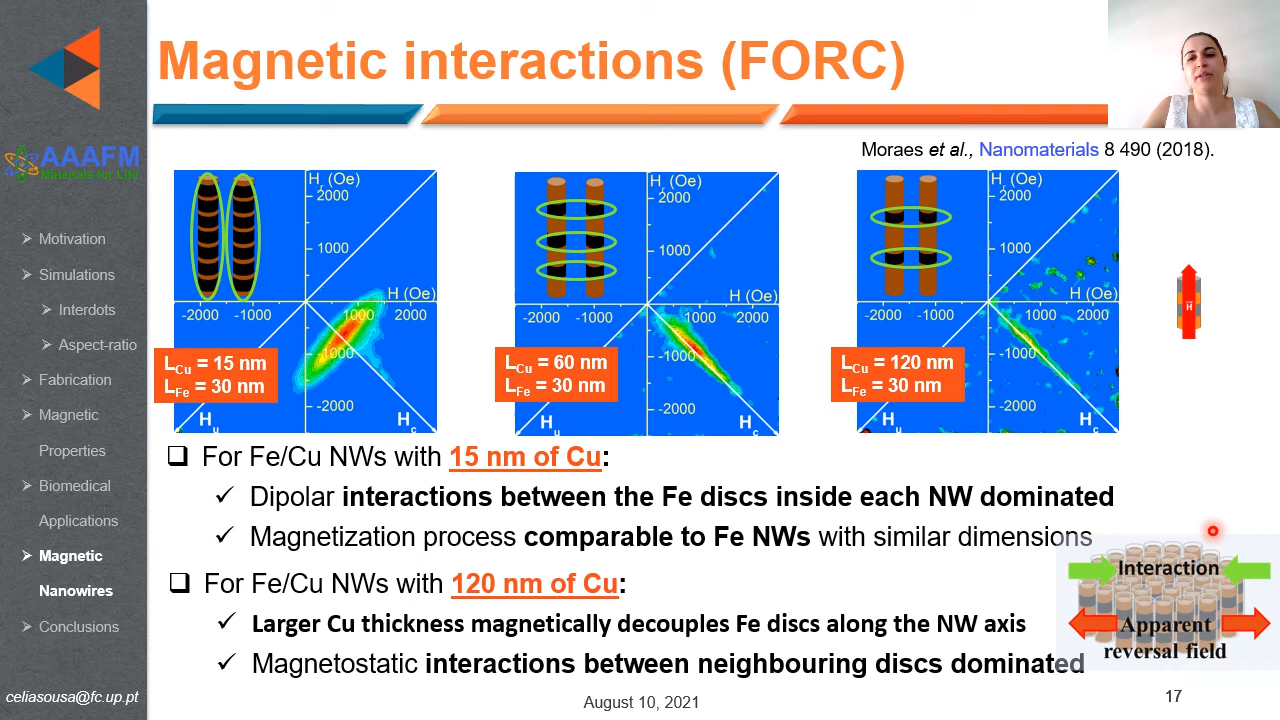 Magnetic interactions (FORC)
AAAFM
Materials for Life
Moraes et al., Nanomaterials 8 490 (2018).
➢ Motivation
➢ Simulations
➢ Interdots
➢ Aspect-ratio
➢ Fabrication
➢ Magnetic
Properties
➢ Biomedical
Applications
➢ Magnetic
Nanowires
➢ Conclusions
celiasousa@fc.up.pt
Hr (Oe)
2000
1000
H (Oe)
-2000 -1000 1000 2000
-1000
-2000
Hu Hc
LCu = 15 nm
LFe = 30 nm
Hr (Oe)
2000
1000
H (Oe)
-2000 -1000 1000 2000
-1000
-2000
Hu Hc
LCu = 60 nm
LFe = 30 nm
Hr (Oe)
2000
1000
H (Oe)
-2000 -1000 1000 2000
-1000
-2000
Hu Hc
LCu = 120 nm
LFe = 30 nm
H
❑ For Fe/Cu NWs with 15 nm of Cu:
✓ Dipolar interactions between the Fe discs inside each NW dominated
✓ Magnetization process comparable to Fe NWs with similar dimensions
❑ For Fe/Cu NWs with 120 nm of Cu:
✓ Larger Cu thickness magnetically decouples Fe discs along the NW axis
✓ Magnetostatic interactions between neighbouring discs dominated
Interaction
Apparent
reversal field
August 10, 2021
17